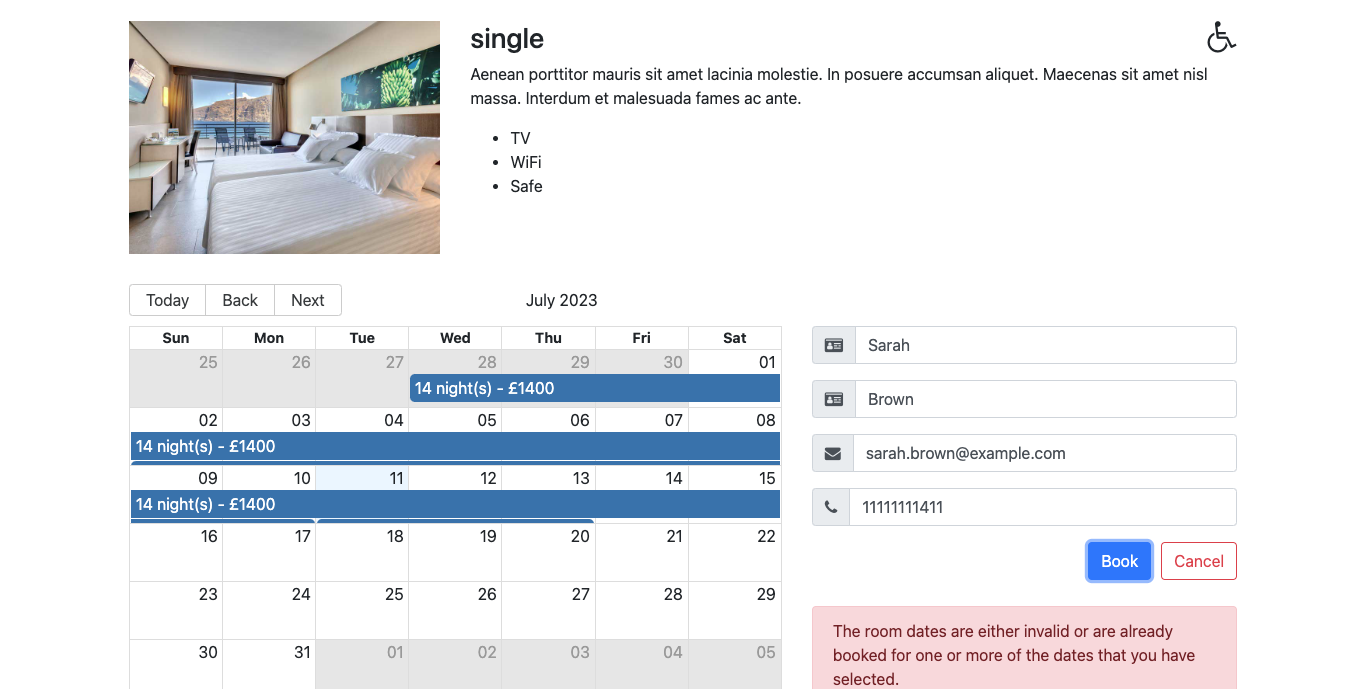 single
Aenean porttitor mauris sit amet lacinia molestie. In posuere accumsan aliquet. Maecenas sit amet nisl
massa. Interdum et malesuada fames ac ante.
TV
WiFi
Safe
Today Back Next July 2023
Sun Mon Tue Wed Thu Fri Sat
25 26 27 28 29 30 01
14 night(s) - £1400
02 03 04 05 06 07 08
14 night(s) - £1400
09 10 11 12 13 14 15
14 night(s) - £1400
16 17 18 19 20 21 22
23 24 25 26 27 28 29
30 31 01 02 03 04 05
Sarah
Brown
sarah.brown@example.com
11111111411
Book Cancel
The room dates are either invalid or are already
booked for one or more of the dates that you have
selected.